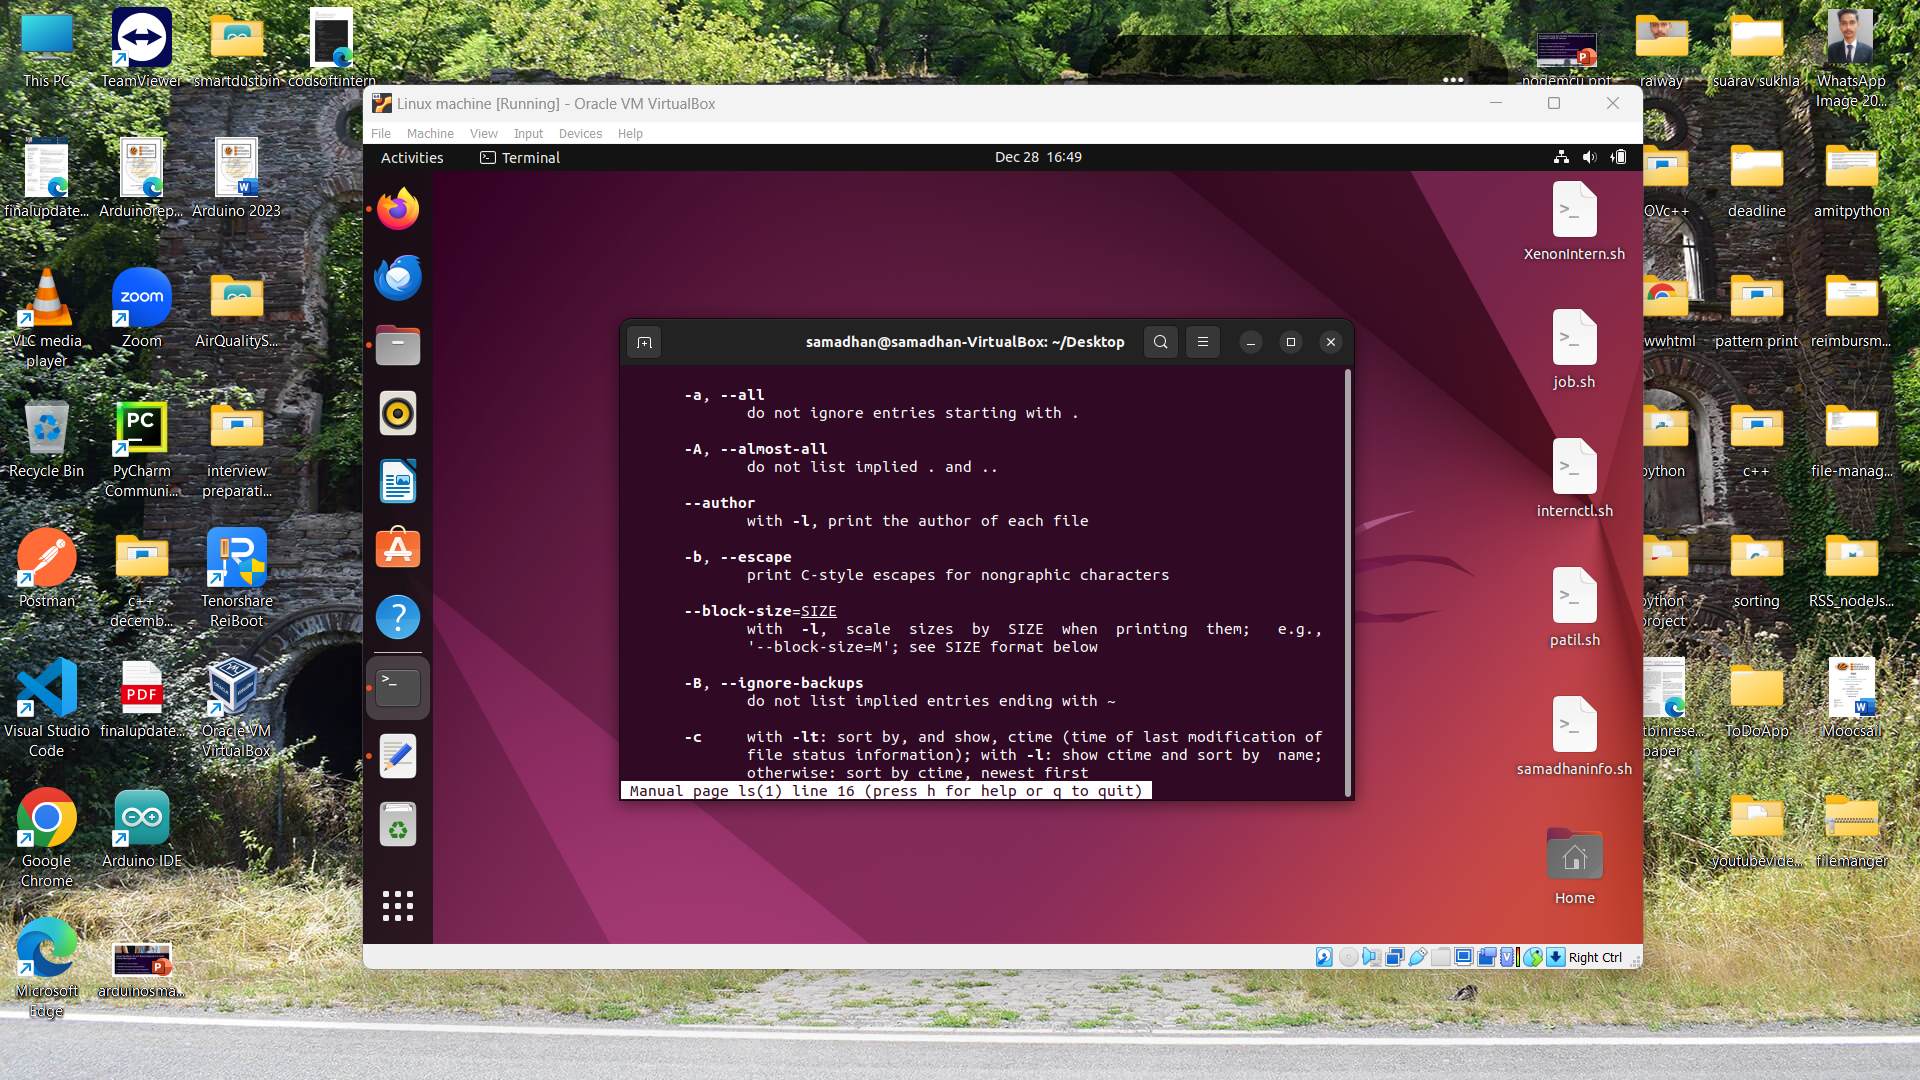 This PC
TeamViewer
smartdustbin
codsoftintern
nodemcu ppt
raiway
suarav sukhla
WhatsApp
Image 20...
Linux machine [Running] - Oracle VM VirtualBox
File Machine View Input Devices Help
Activities
Terminal
Dec 28 16:49
finalupdate...
Arduinorep...
Arduino 2023
XenonIntern.sh
OVc++
deadline
amitpython
VLC media
player
zoom
Zoom
AirQualityS...
samadhan@samadhan-VirtualBox: ~/Desktop
job.sh
wwhtml
pattern print
reimbursm...
-a, --all
do not ignore entries starting with .
-A, --almost-all
do not list implied . and ..
--author
with -l, print the author of each file
-b, --escape
print C-style escapes for nongraphic characters
--block-size=SIZE
with -l, scale sizes by SIZE when printing them; e.g.,
'--block-size=M'; see SIZE format below
-B, --ignore-backups
do not list implied entries ending with ~
-c with -lt: sort by, and show, ctime (time of last modification of
file status information); with -l: show ctime and sort by name;
otherwise: sort by ctime, newest first
Manual page ls(1) line 16 (press h for help or q to quit)
Recycle Bin
PC
PyCharm
Communi...
interview
preparati...
internctl.sh
python
c++
file-manag...
Postman
c++
decemb...
Tenorshare
ReiBoot
patil.sh
python
project
sorting
RSS_nodeJs...
Visual Studio
Code
PDF
finalupdate...
Oracle VM
VirtualBox
samadhaninfo.sh
tbinrese...
paper
ToDoApp
Moocsall
Google
Chrome
Arduino IDE
Home
youtubevide...
filemanger
Microsoft
Edge
arduinosma...
Right Ctrl